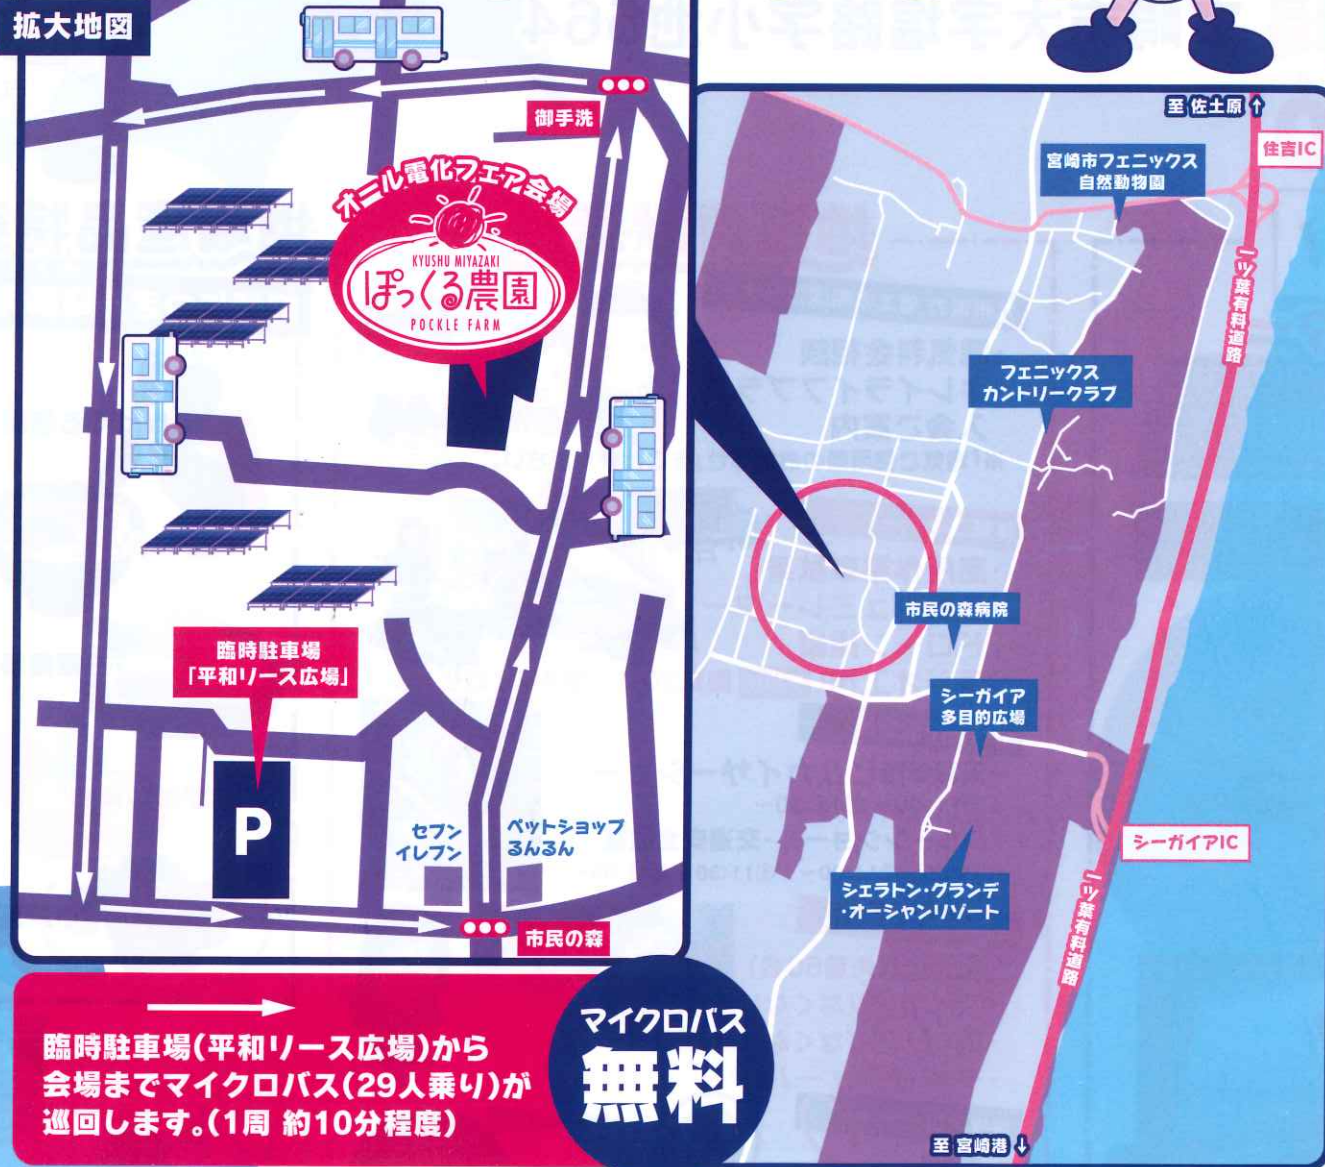 拡大地図
御手洗
オール電化フェア会場
KYUSHU MIYAZAKI
ぽっくる農園
POCKLE FARM
臨時駐車場
「平和リース広場」
P
セブン
イレブン
ペットショップ
るんるん
市民の森
臨時駐車場(平和リース広場)から
会場までマイクロバス(29人乗り)が
巡回します。(1周 約10分程度)
マイクロバス
無料
至 佐土原↑
住吉IC
宮崎市フェニックス
自然動物園
一ツ葉有料道路
フェニックス
カントリークラブ
市民の森病院
シーガイア
多目的広場
シーガイアIC
シェラトン・グランデ
・オーシャンリゾート
一ツ葉有料道路
至 宮崎港↓